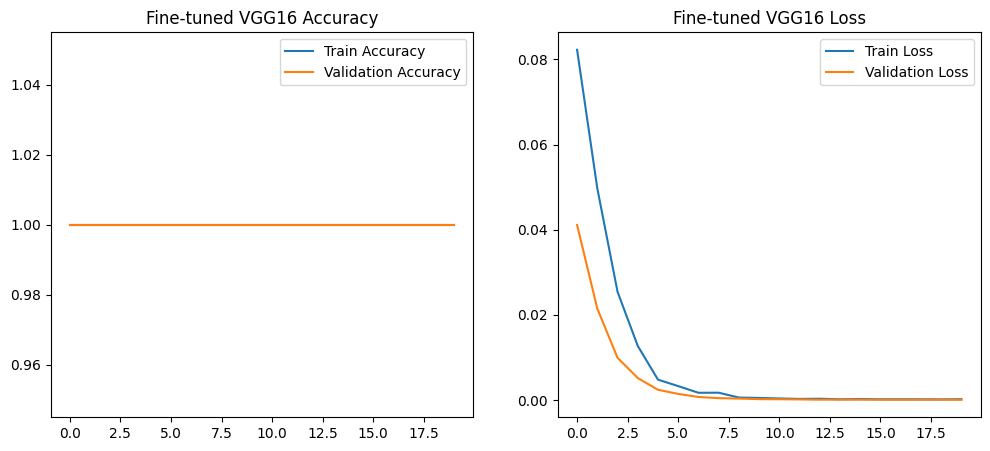 Fine-tuned VGG16 Accuracy
Train Accuracy
Validation Accuracy
1.04
1.02
1.00
0.98
0.96
0.0 2.5 5.0 7.5 10.0 12.5 15.0 17.5
Fine-tuned VGG16 Loss
Train Loss
Validation Loss
0.08
0.06
0.04
0.02
0.00
0.0 2.5 5.0 7.5 10.0 12.5 15.0 17.5